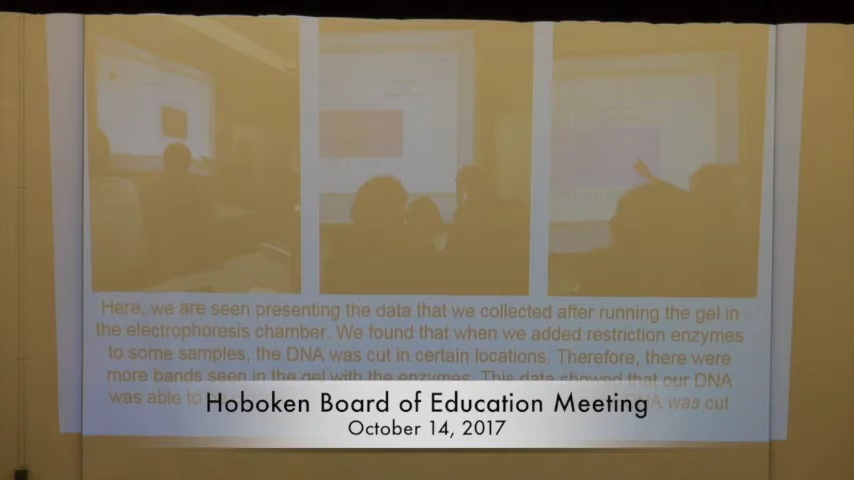 Here, we are seen presenting the data that we collected after running the gel in
the electrophoresis chamber. We found that when we added restriction enzymes
to some samples, the DNA was cut in certain locations. Therefore, there were
more bands seen in the gel with the enzymes. This data showed that our DNA
was able to DNA was cut
Hoboken Board of Education Meeting
October 14, 2017